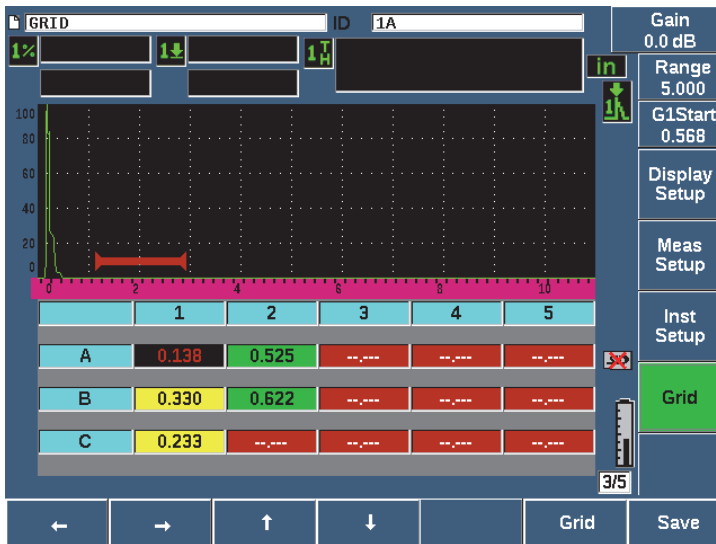 GRID ID 1A Gain
0.0 dB
1% 1 1 T H in
Range
5.000
G1Start
0.568
100
80
60
40
20
0
0 2 4 6 8 10
Display
Setup
Meas
Setup
Inst
Setup
Grid
1 2 3 4 5
A 0.138 0.525 --.--- --.--- --.---
B 0.330 0.622 --.--- --.--- --.---
C 0.233 --.--- --.--- --.--- --.---
3/5
← → ↑ ↓ Grid Save